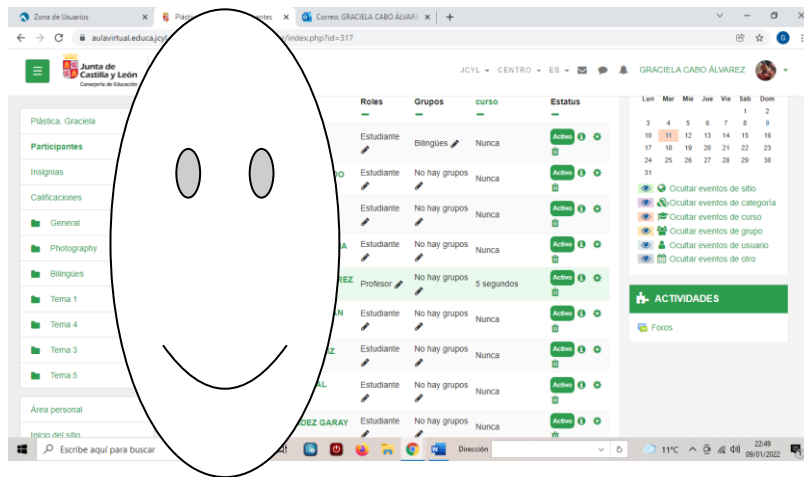 Zona de Usuarios
Plást
entes
Correo: GRACIELA CABO ÁLVAR
aulavirtual.educa.jcyl
r/index.php?id=317
Junta de
Castilla y León
Consejería de Educación
JCYL CENTRO ES
GRACIELA CABO ÁLVAREZ
Plástica Graciela
Participantes
Insignias
Calificaciones
General
Photography
Bilingües
Tema 1
Tema 4
Tema 3
Tema 5
Área personal
Inicio del sitio
Roles Grupos curso Estatus
Estudiante Bilingües Nunca Activo
DO Estudiante No hay grupos Nunca Activo
Estudiante No hay grupos Nunca Activo
A Estudiante No hay grupos Nunca Activo
REZ Profesor No hay grupos 5 segundos Activo
AN Estudiante No hay grupos Nunca Activo
IZ Estudiante No hay grupos Nunca Activo
AL Estudiante No hay grupos Nunca Activo
DEZ GARAY Estudiante No hay grupos Nunca Activo
Lun Mar Mié Jue Vie Sáb Dom
1 2
3 4 5 6 7 8 9
10 11 12 13 14 15 16
17 18 19 20 21 22 23
24 25 26 27 28 29 30
31
Ocultar eventos de sitio
Ocultar eventos de categoría
Ocultar eventos de curso
Ocultar eventos de grupo
Ocultar eventos de usuario
Ocultar eventos de otro
ACTIVIDADES
Foros
Escribe aquí para buscar
Dirección
11°C
22:49
09/01/2022